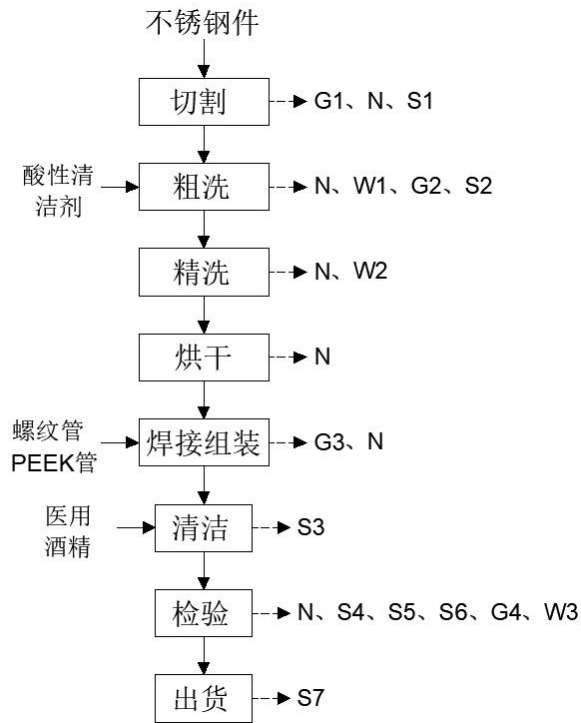 不锈钢件
切割
G1、N、S1
酸性清
洁剂
粗洗
N、W1、G2、S2
精洗
N、W2
烘干
N
螺纹管
PEEK管
焊接组装
G3、N
医用
酒精
清洁
S3
检验
N、S4、S5、S6、G4、W3
出货
S7